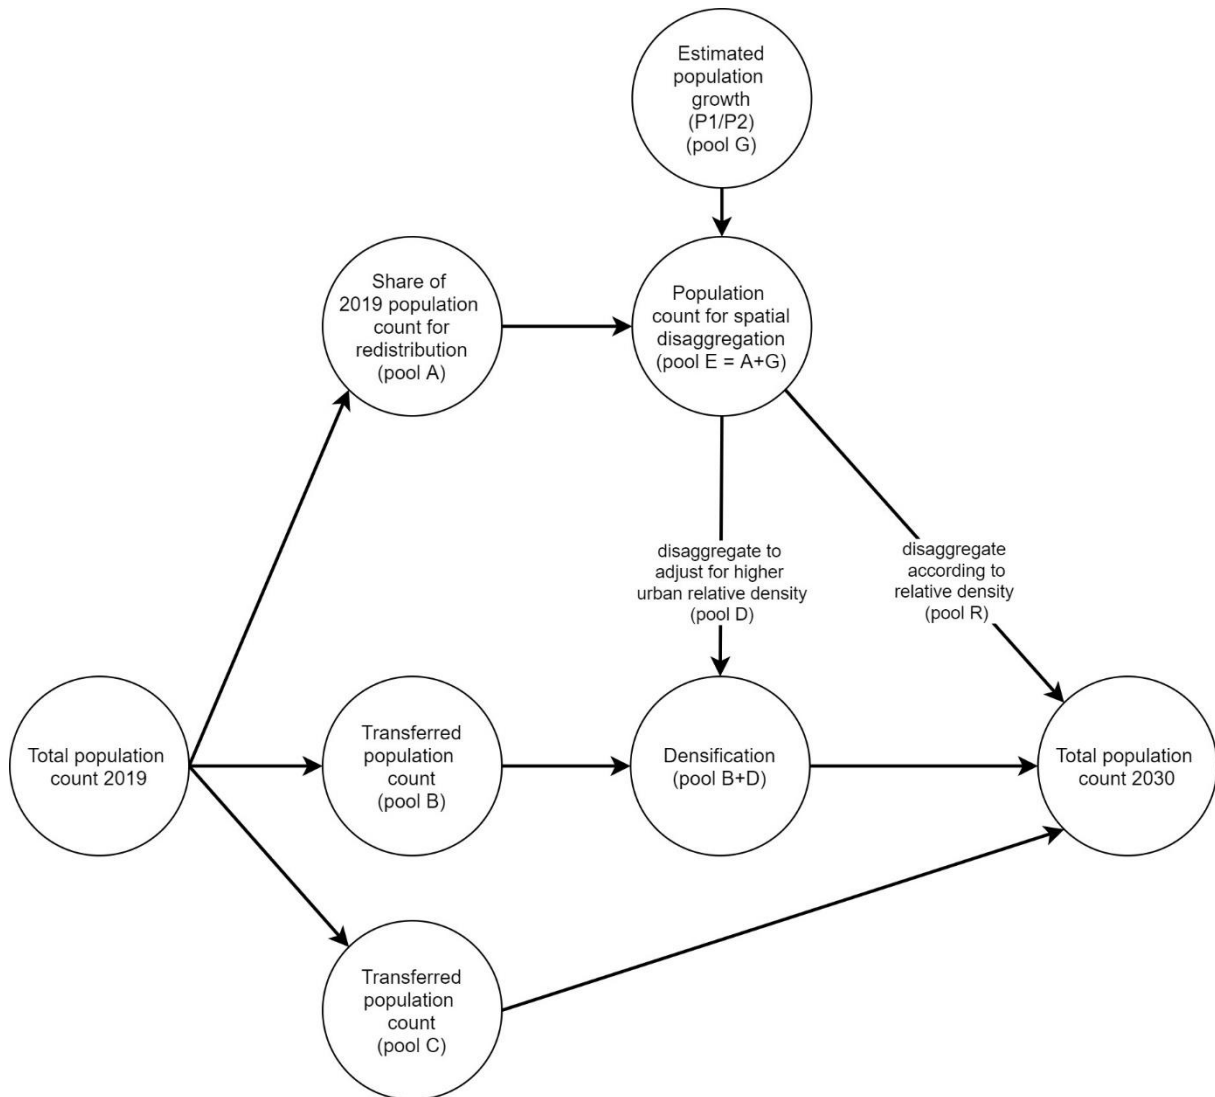 Estimated
population
growth
(P1/P2)
(pool G)
Share of
2019 population
count for
redistribution
(pool A)
Population
count for spatial
disaggregation
(pool E = A+G)
disaggregate to
adjust for higher
urban relative density
(pool D)
disaggregate
according to
relative density
(pool R)
Total population
count 2019
Transferred
population
count
(pool B)
Densification
(pool B+D)
Total population
count 2030
Transferred
population
count
(pool C)